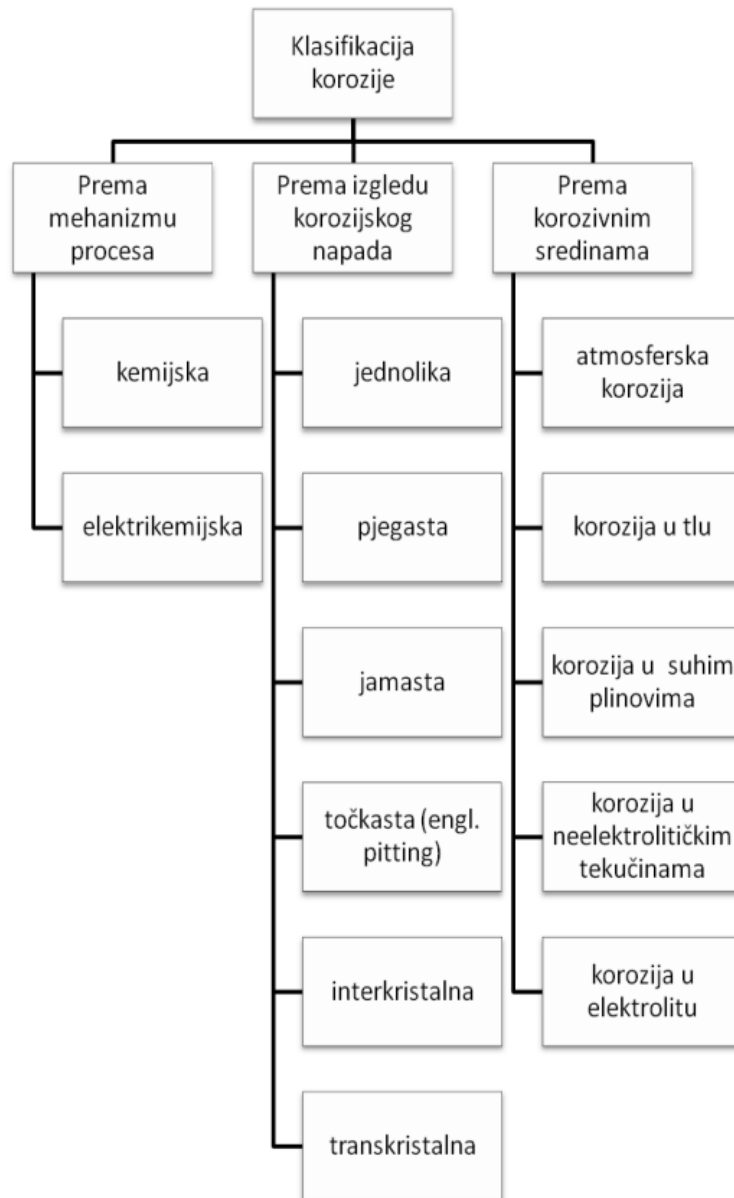 Klasifikacija
korozije
Prema
mehanizmu
procesa
kemijska
elektrikemijska
Prema izgledu
korozijskog
napada
jednolika
pjegasta
jamasta
točkasta (engl.
pitting)
interkristalna
transkristalna
Prema
korozivnim
sredinama
atmosferska
korozija
korozija u tlu
korozija u suhim
plinovima
korozija u
neelektrolitičkim
tekučinama
korozija u
elektrolitu